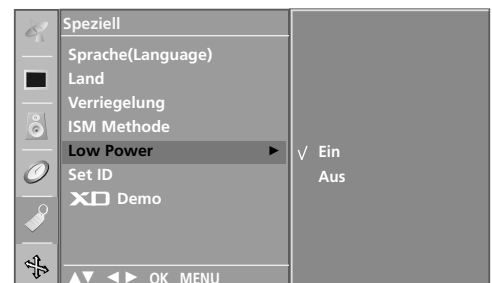 Speziell
Sprache(Language)
Land
Verriegelung
ISM Methode
Low Power ►
√ Ein
Set ID
Aus
XD Demo
▲▼ ◄► OK MENU